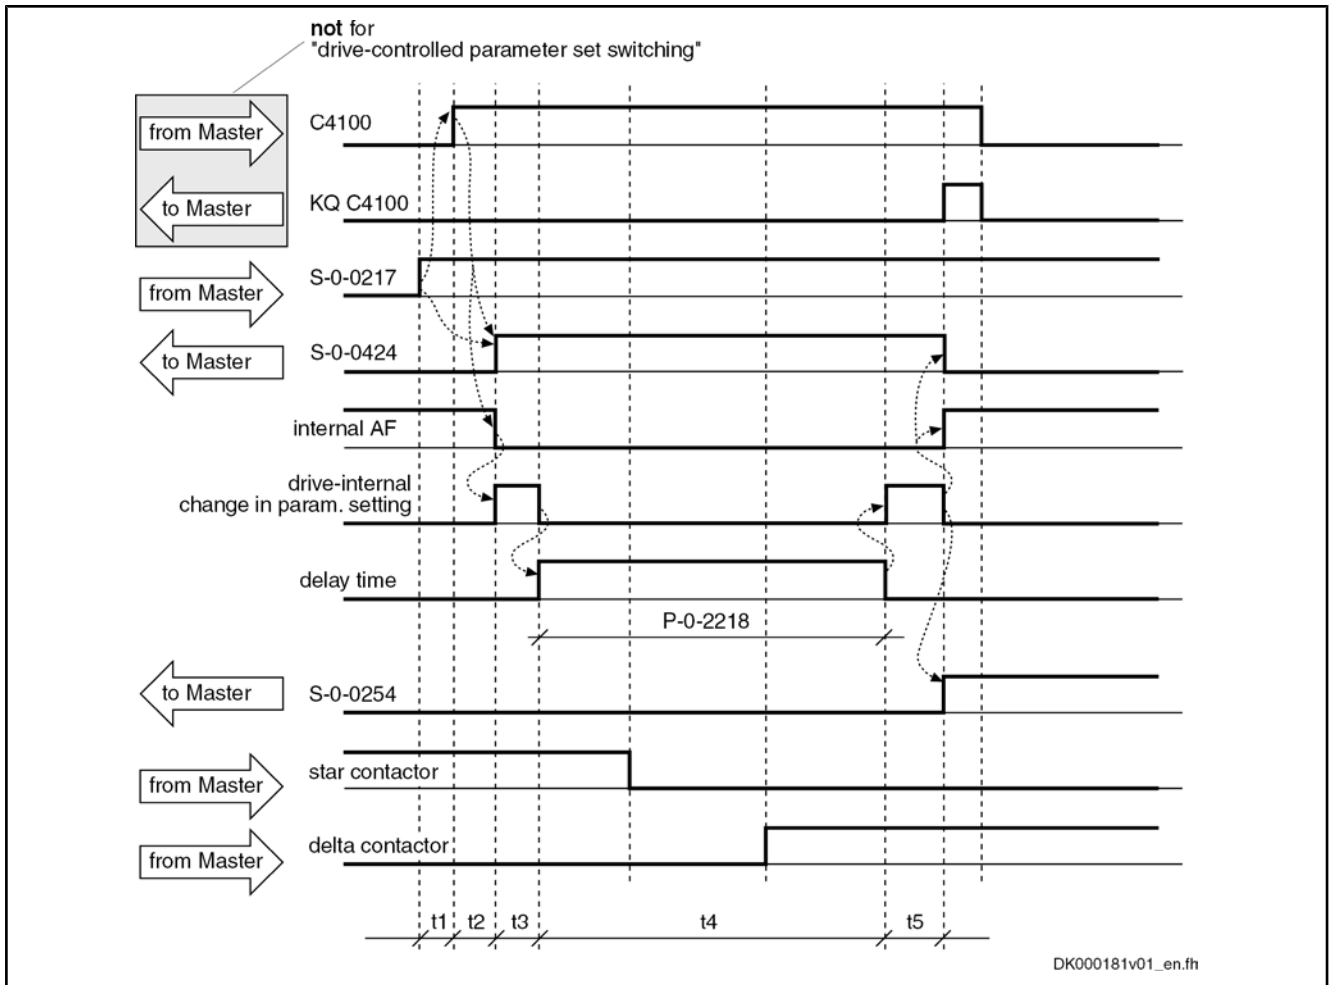 not for
"drive-controlled parameter set switching"
from Master
C4100
to Master
KQ C4100
from Master
S-0-0217
to Master
S-0-0424
internal AF
drive-internal
change in param. setting
delay time
P-0-2218
to Master
S-0-0254
from Master
star contactor
from Master
delta contactor
t1 t2 t3 t4 t5
DK000181v01_en.fh